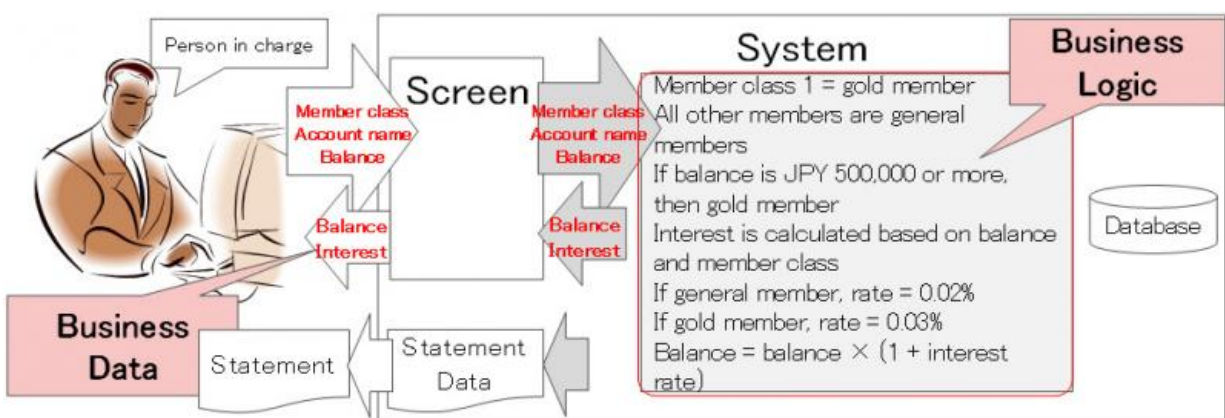 Person in charge
Member class
Account name
Balance
Balance
Interest
Business
Data
Statement
Screen
Statement
Data
Member class
Account name
Balance
Balance
Interest
System
Business
Logic
Member class 1 = gold member
All other members are general
members
If balance is JPY 500,000 or more,
then gold member
Interest is calculated based on balance
and member class
If general member, rate = 0.02%
If gold member, rate = 0.03%
Balance = balance × (1 + interest
rate)
Database